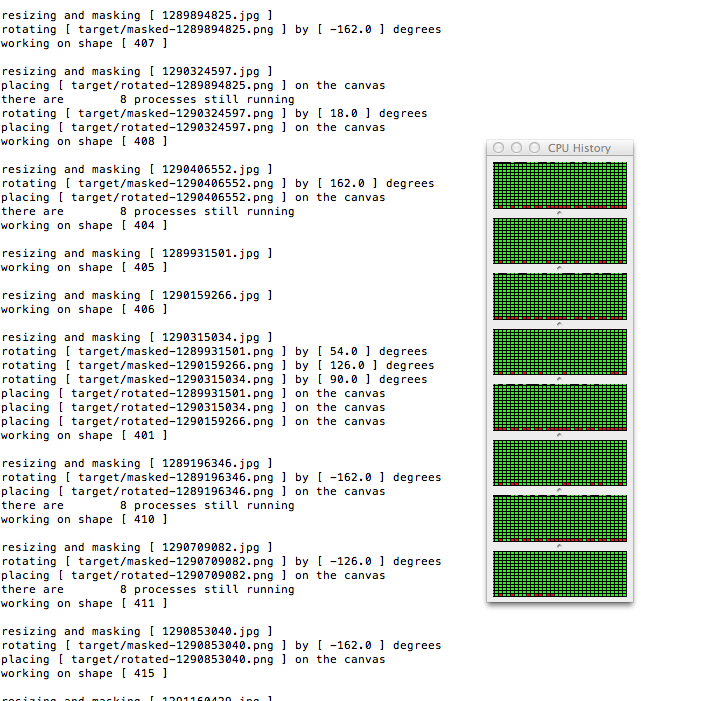 resizing and masking [ 1289894825.jpg ]
rotating [ target/masked-1289894825.png ] by [ -162.0 ] degrees
working on shape [ 407 ]
resizing and masking [ 1290324597.jpg ]
placing [ target/rotated-1289894825.png ] on the canvas
there are        8 processes still running
rotating [ target/masked-1290324597.png ] by [ 18.0 ] degrees
placing [ target/rotated-1290324597.png ] on the canvas
working on shape [ 408 ]
resizing and masking [ 1290406552.jpg ]
rotating [ target/masked-1290406552.png ] by [ 162.0 ] degrees
placing [ target/rotated-1290406552.png ] on the canvas
there are        8 processes still running
working on shape [ 404 ]
resizing and masking [ 1289931501.jpg ]
working on shape [ 405 ]
resizing and masking [ 1290159266.jpg ]
working on shape [ 406 ]
resizing and masking [ 1290315034.jpg ]
rotating [ target/masked-1289931501.png ] by [ 54.0 ] degrees
rotating [ target/masked-1290159266.png ] by [ 126.0 ] degrees
rotating [ target/masked-1290315034.png ] by [ 90.0 ] degrees
placing [ target/rotated-1289931501.png ] on the canvas
placing [ target/rotated-1290315034.png ] on the canvas
placing [ target/rotated-1290159266.png ] on the canvas
working on shape [ 401 ]
resizing and masking [ 1289196346.jpg ]
rotating [ target/masked-1289196346.png ] by [ -162.0 ] degrees
placing [ target/rotated-1289196346.png ] on the canvas
there are        8 processes still running
working on shape [ 410 ]
resizing and masking [ 1290709082.jpg ]
rotating [ target/masked-1290709082.png ] by [ -126.0 ] degrees
placing [ target/rotated-1290709082.png ] on the canvas
there are        8 processes still running
working on shape [ 411 ]
resizing and masking [ 1290853040.jpg ]
rotating [ target/masked-1290853040.png ] by [ -162.0 ] degrees
placing [ target/rotated-1290853040.png ] on the canvas
working on shape [ 415 ]
resizing and masking [ 1291160429.jpg ]
CPU History